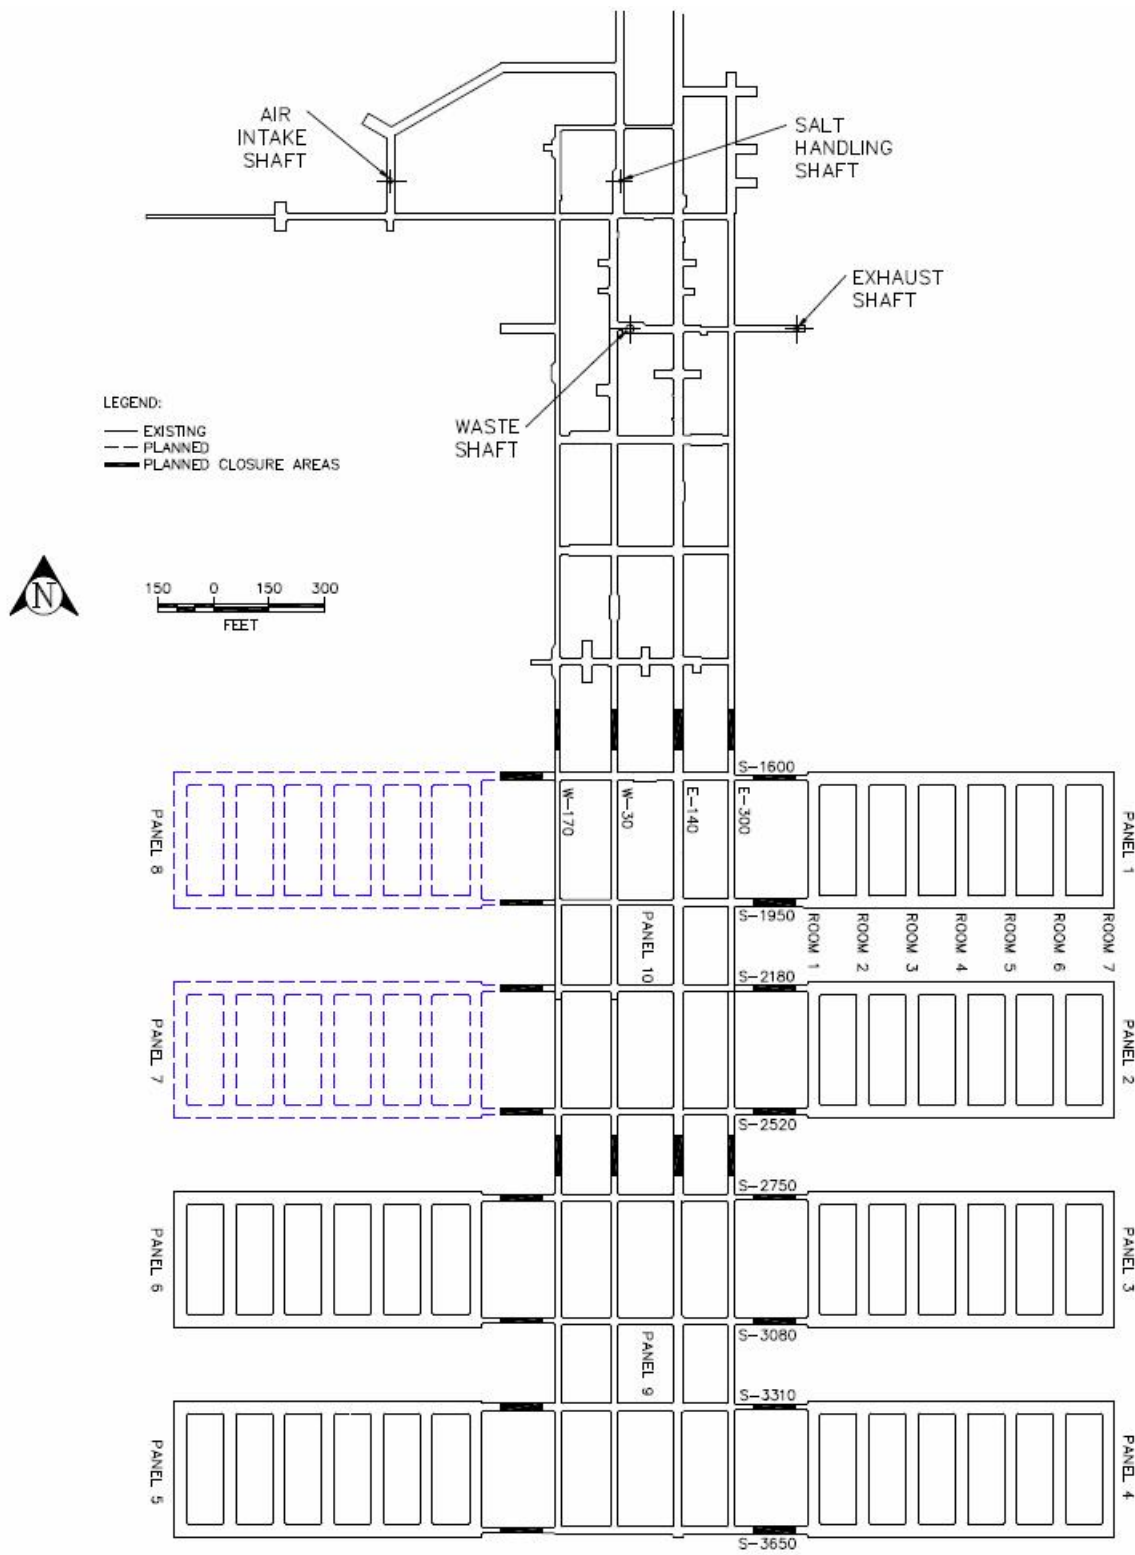 AIR
INTAKE
SHAFT
SALT
HANDLING
SHAFT
EXHAUST
SHAFT
LEGEND:
EXISTING
PLANNED
PLANNED CLOSURE AREAS
WASTE
SHAFT
N
150 0 150 300
FEET
S-1600
PANEL 8
W-170
W-30
E-140
E-300
PANEL 1
S-1950
PANEL 10
ROOM 1
ROOM 2
ROOM 3
ROOM 4
ROOM 5
ROOM 6
ROOM 7
S-2180
PANEL 7
PANEL 2
S-2520
S-2750
PANEL 6
PANEL 3
S-3080
PANEL 9
S-3310
PANEL 5
PANEL 4
S-3650